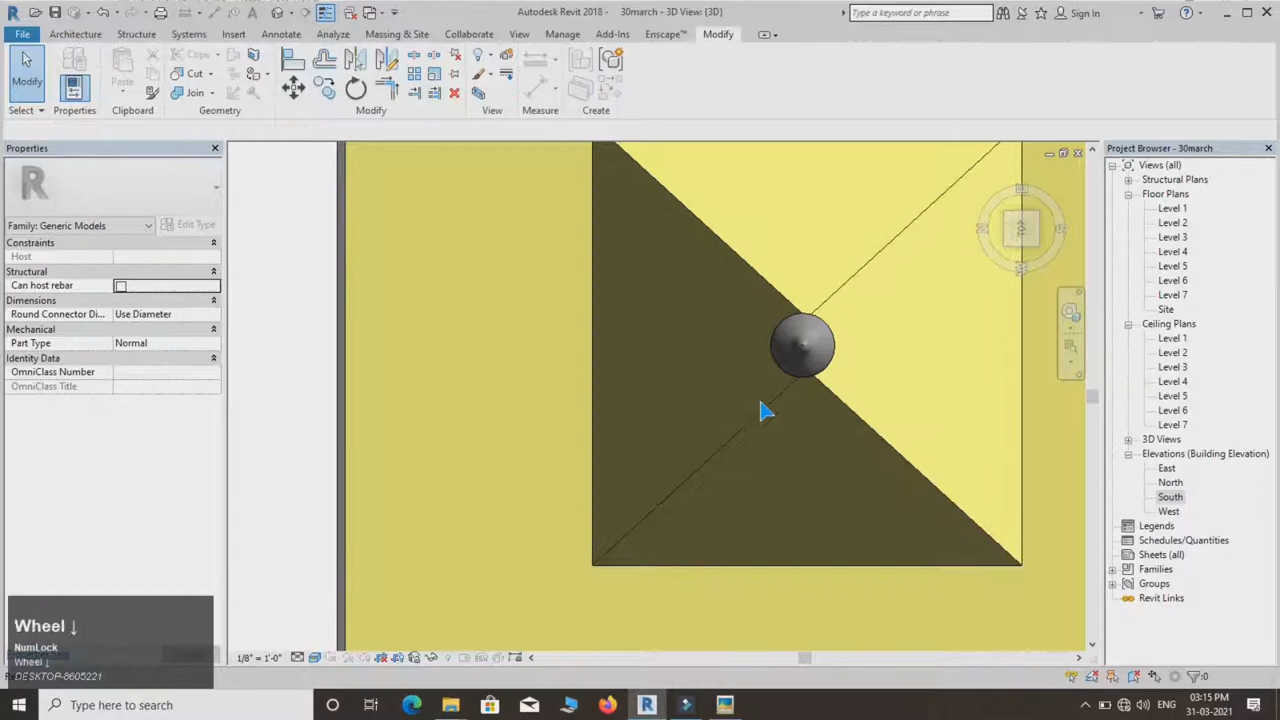 Autodesk Revit 2018 -    30march - 3D View: {3D}
Type a keyword or phrase
Sign In
File Architecture Structure Systems Insert Annotate Analyze Massing & Site Collaborate View Manage Add-Ins Enscape™ Modify
Modify
Paste
Cope
Cut
Join
Select Properties Clipboard Geometry Modify View Measure Create
Properties
Family: Generic Models
Edit Type
Constraints
Host
Structural
Can host rebar
Dimensions
Round Connector Di... Use Diameter
Mechanical
Part Type Normal
Identity Data
OmniClass Number
OmniClass Title
Project Browser - 30march
Views (all)
Structural Plans
Floor Plans
Level 1
Level 2
Level 3
Level 4
Level 5
Level 6
Level 7
Site
Ceiling Plans
Level 1
Level 2
Level 3
Level 4
Level 5
Level 6
Level 7
3D Views
Elevations (Building Elevation)
East
North
South
West
Legends
Schedules/Quantities
Sheets (all)
Families
Groups
Revit Links
Wheel ↓
NumLock
Wheel ↓
DESKTOP-8605221
1/8" = 1'-0"
:0
Type here to search
ENG
03:15 PM
31-03-2021